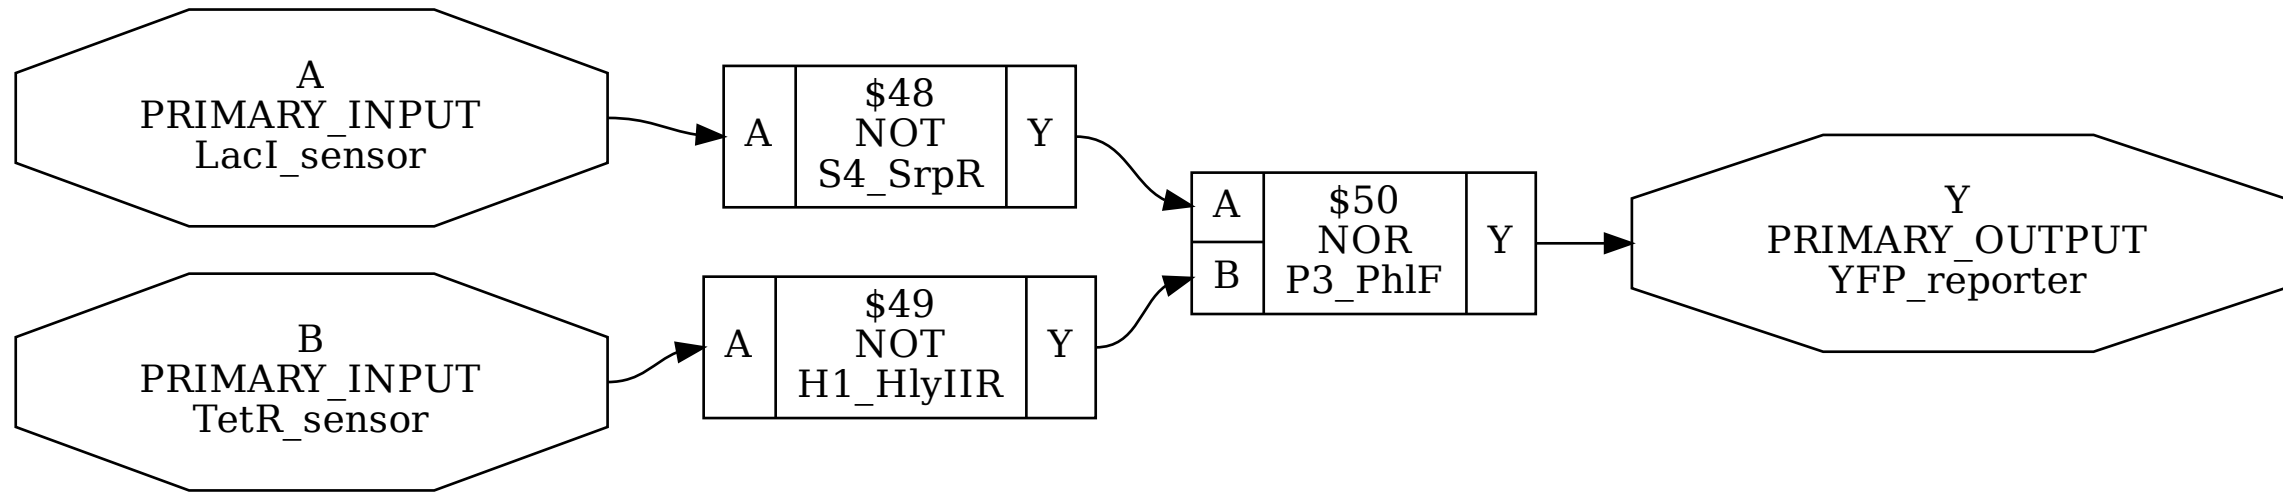 A
PRIMARY_INPUT
LacI_sensor
A
$48
NOT
S4_SrpR
Y
B
PRIMARY_INPUT
TetR_sensor
A
$49
NOT
H1_HlyIIR
Y
A
B
$50
NOR
P3_PhlF
Y
Y
PRIMARY_OUTPUT
YFP_reporter